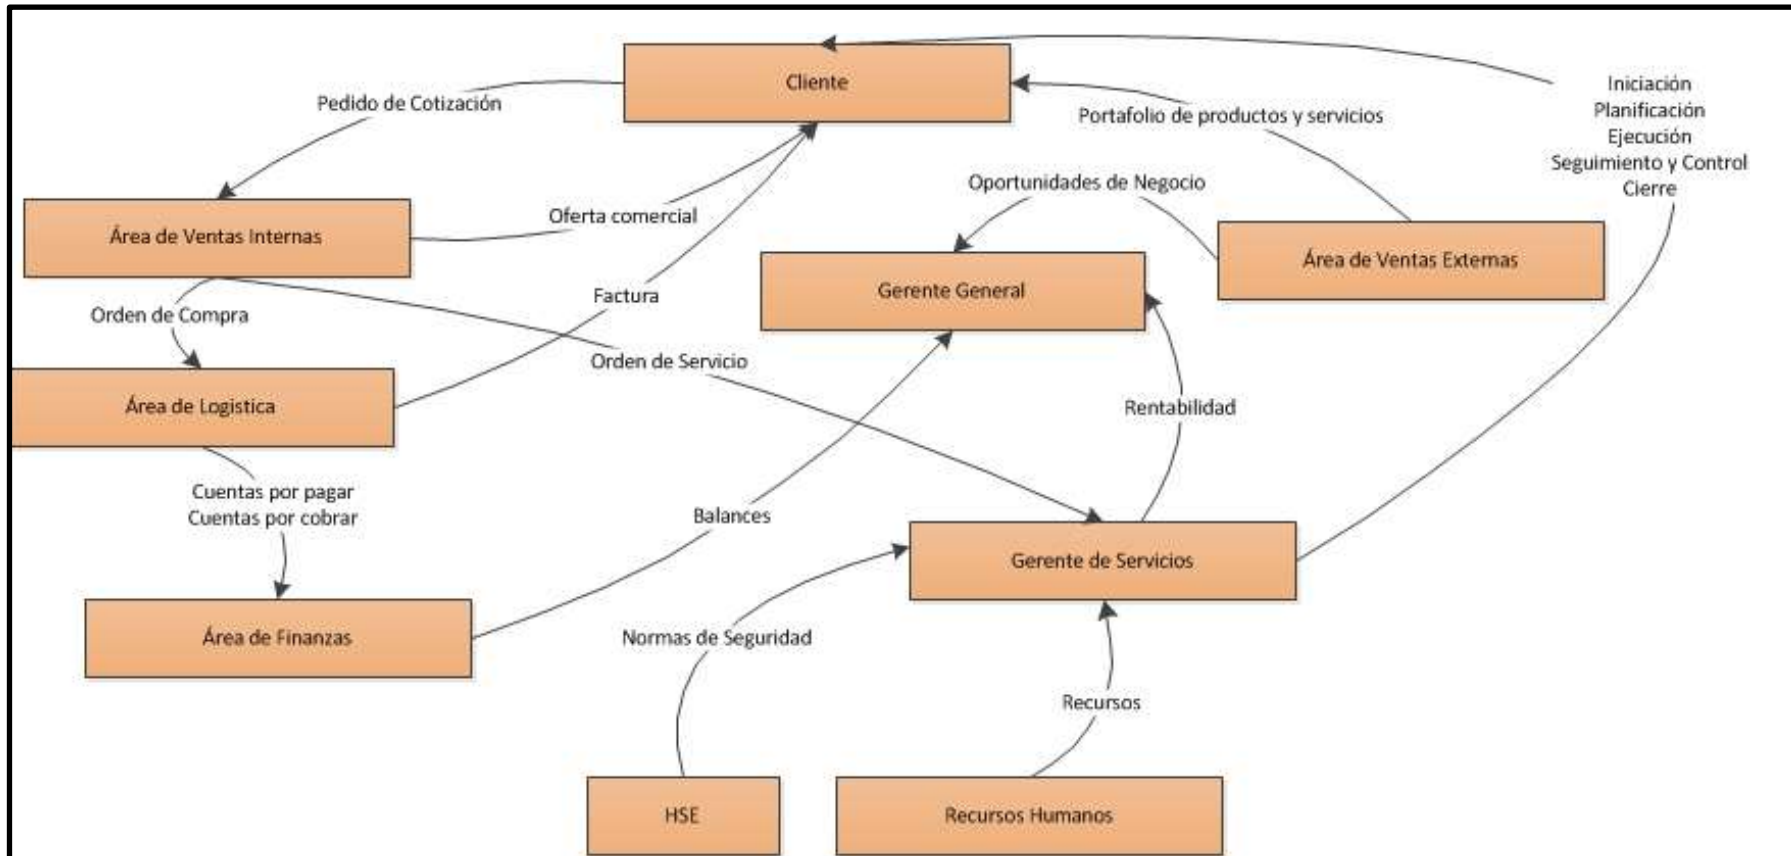 Cliente
Iniciación
Planificación
Ejecución
Seguimiento y Control
Cierre
Pedido de Cotización
Portafolio de productos y servicios
Oportunidades de Negocio
Oferta comercial
Área de Ventas Internas
Área de Ventas Externas
Gerente General
Factura
Orden de Compra
Orden de Servicio
Área de Logistica
Rentabilidad
Cuentas por pagar
Cuentas por cobrar
Balances
Gerente de Servicios
Área de Finanzas
Normas de Seguridad
Recursos
HSE
Recursos Humanos